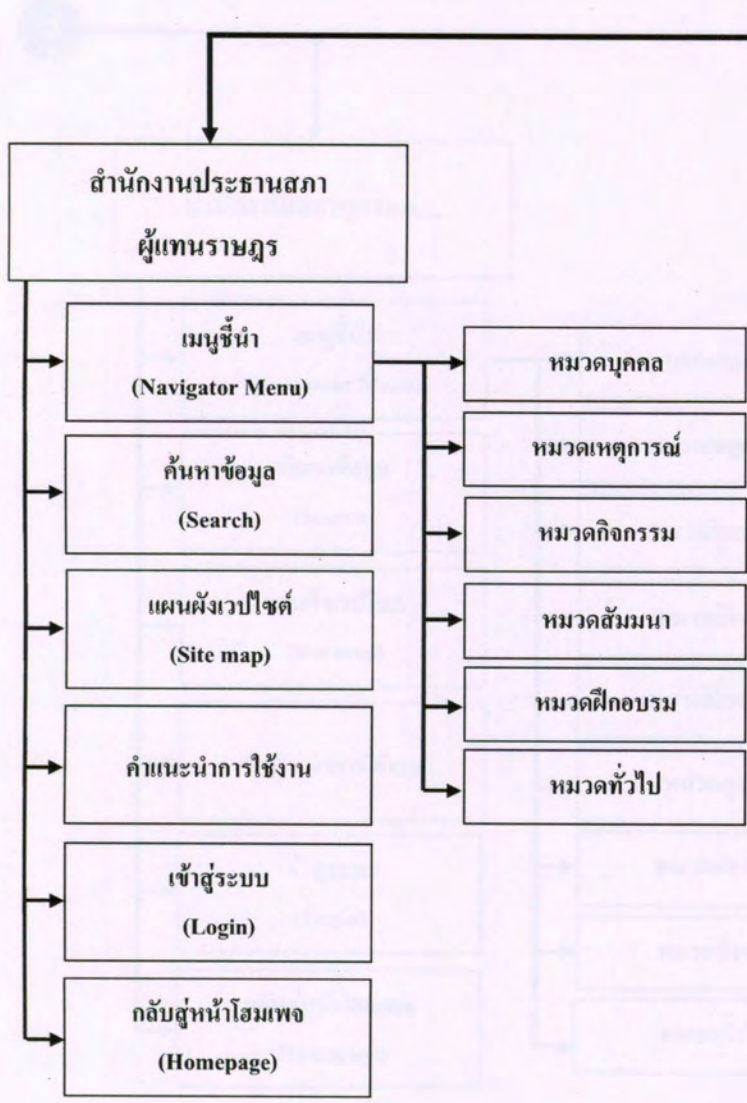 สำนักงานประธานสภา
ผู้แทนราษฎร
เมนูชี้นำ
(Navigator Menu)
ค้นหาข้อมูล
(Search)
แผนผังเวปไซต์
(Site map)
คำแนะนำการใช้งาน
เข้าสู่ระบบ
(Login)
กลับสู่หน้าโฮมเพจ
(Homepage)
หมวดบุคคล
หมวดเหตุการณ์
หมวดกิจกรรม
หมวดสัมมนา
หมวดฝึกอบรม
หมวดทั่วไป